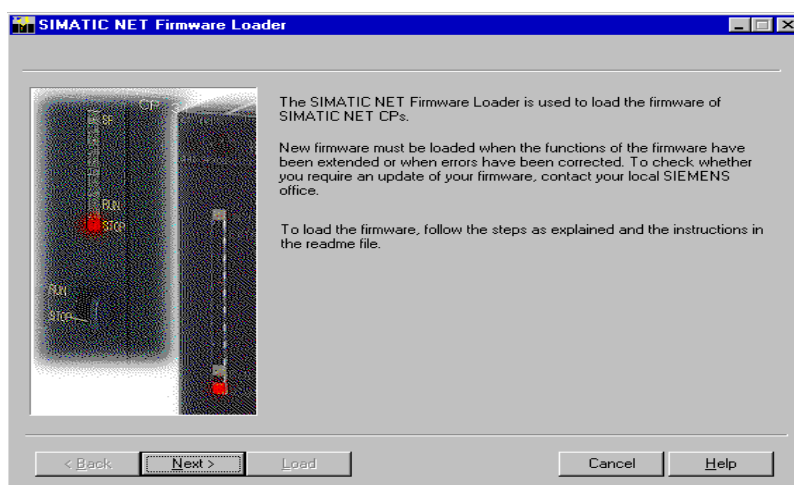 SIMATIC NET Firmware Loader
The SIMATIC NET Firmware Loader is used to load the firmware of
SIMATIC NET CPs.
New firmware must be loaded when the functions of the firmware have
been extended or when errors have been corrected. To check whether
you require an update of your firmware, contact your local SIEMENS
office.
To load the firmware, follow the steps as explained and the instructions in
the readme file.
CP
SF
RUN
STOP
RUN
STOP
< Back
Next >
Load
Cancel
Help